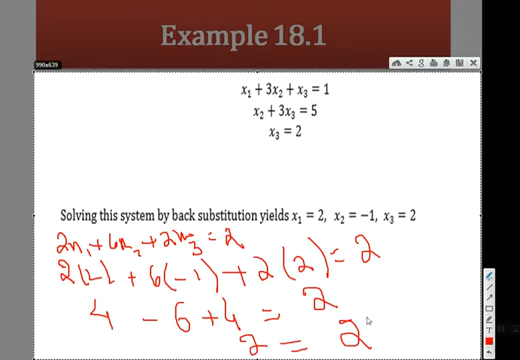 Example 18.1
990x639
x₁ + 3x₂ + x₃ = 1
x₂ + 3x₃ = 5
x₃ = 2
Solving this system by back substitution yields x₁ = 2, x₂ = −1, x₃ = 2
2x₁ + 6x₂ + 2x₃ = 2
2(2) + 6(-1) + 2(2) = 2
4 - 6 + 4 = 2
2 = 2